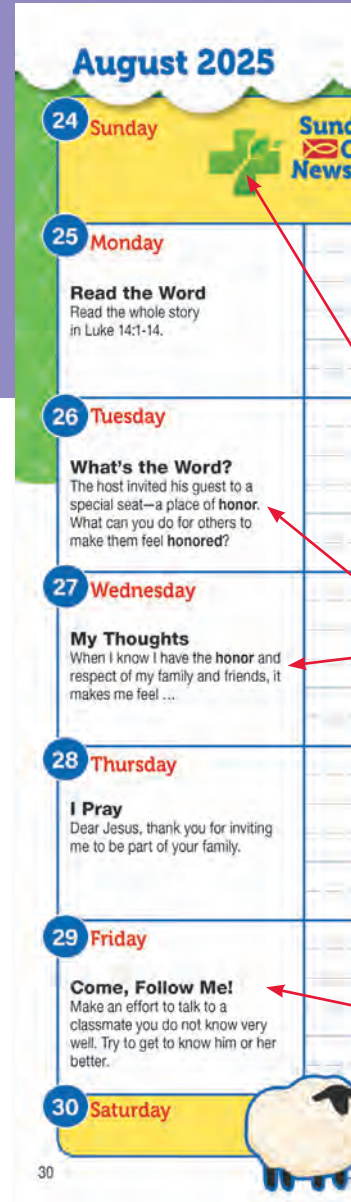 August 2025
24 Sunday
25 Monday
Read the Word
Read the whole story
in Luke 14:1-14.
26 Tuesday
What's the Word?
The host invited his guest to a
special seat—a place of honor.
What can you do for others to
make them feel honored?
27 Wednesday
My Thoughts
When I know I have the honor and
respect of my family and friends, it
makes me feel ...
28 Thursday
I Pray
Dear Jesus, thank you for inviting
me to be part of your family.
29 Friday
Come, Follow Me!
Make an effort to talk to a
classmate you do not know very
well. Try to get to know him or her
better.
30 Saturday
30